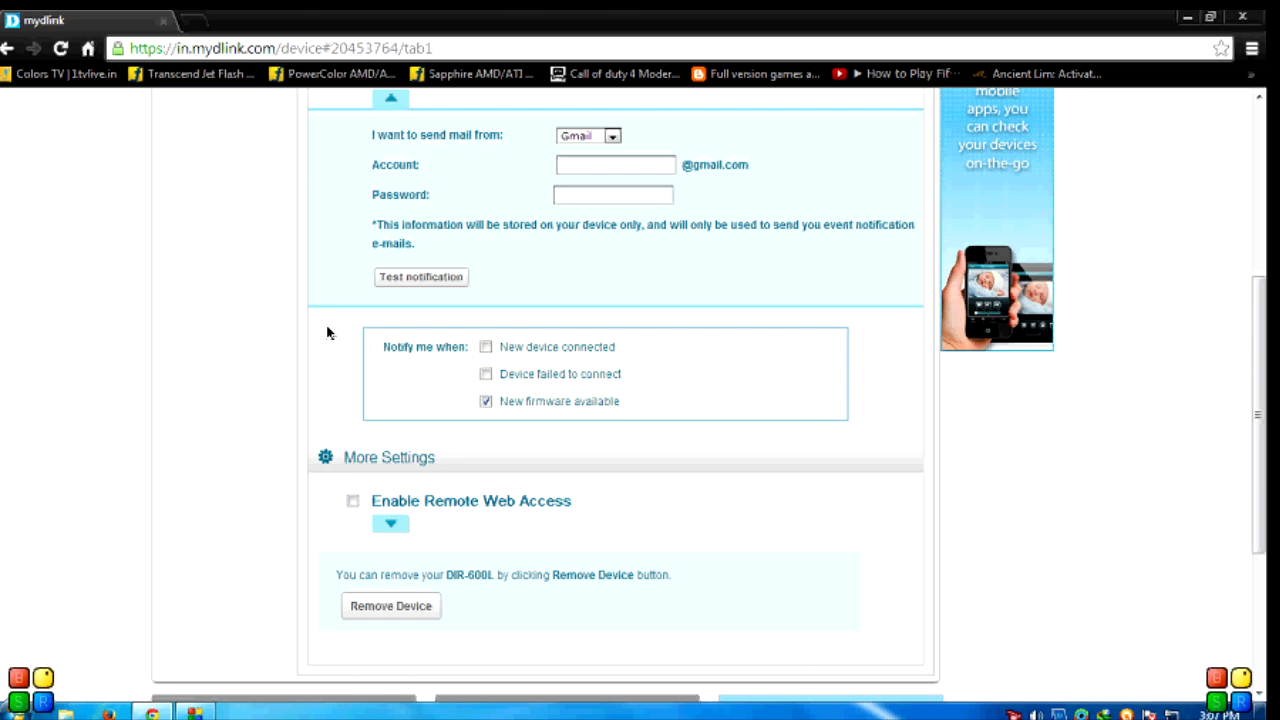 mydlink
https://in.mydlink.com/device#20453764/tab1
Colors TV | 1tvlive.in
Transcend Jet Flash ...
PowerColor AMD/A...
Sapphire AMD/ATI ...
Call of duty 4 Moder...
Full version games a...
► How to Play Fif
Ancient Lim: Activat...
»
mobile
apps, you
can check
your devices
on-the-go
I want to send mail from: Gmail
Account: @gmail.com
Password:
*This information will be stored on your device only, and will only be used to send you event notification
e-mails.
Test notification
Notify me when: New device connected
Device failed to connect
New firmware available
More Settings
Enable Remote Web Access
You can remove your DIR-600L by clicking Remove Device button.
Remove Device
B
S R
B
S R
3:07 PM